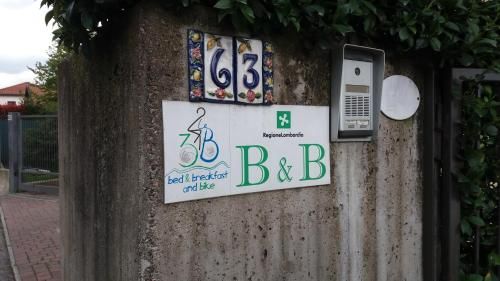 63
3B
bed & breakfast
and bike
RegioneLombardia
B & B